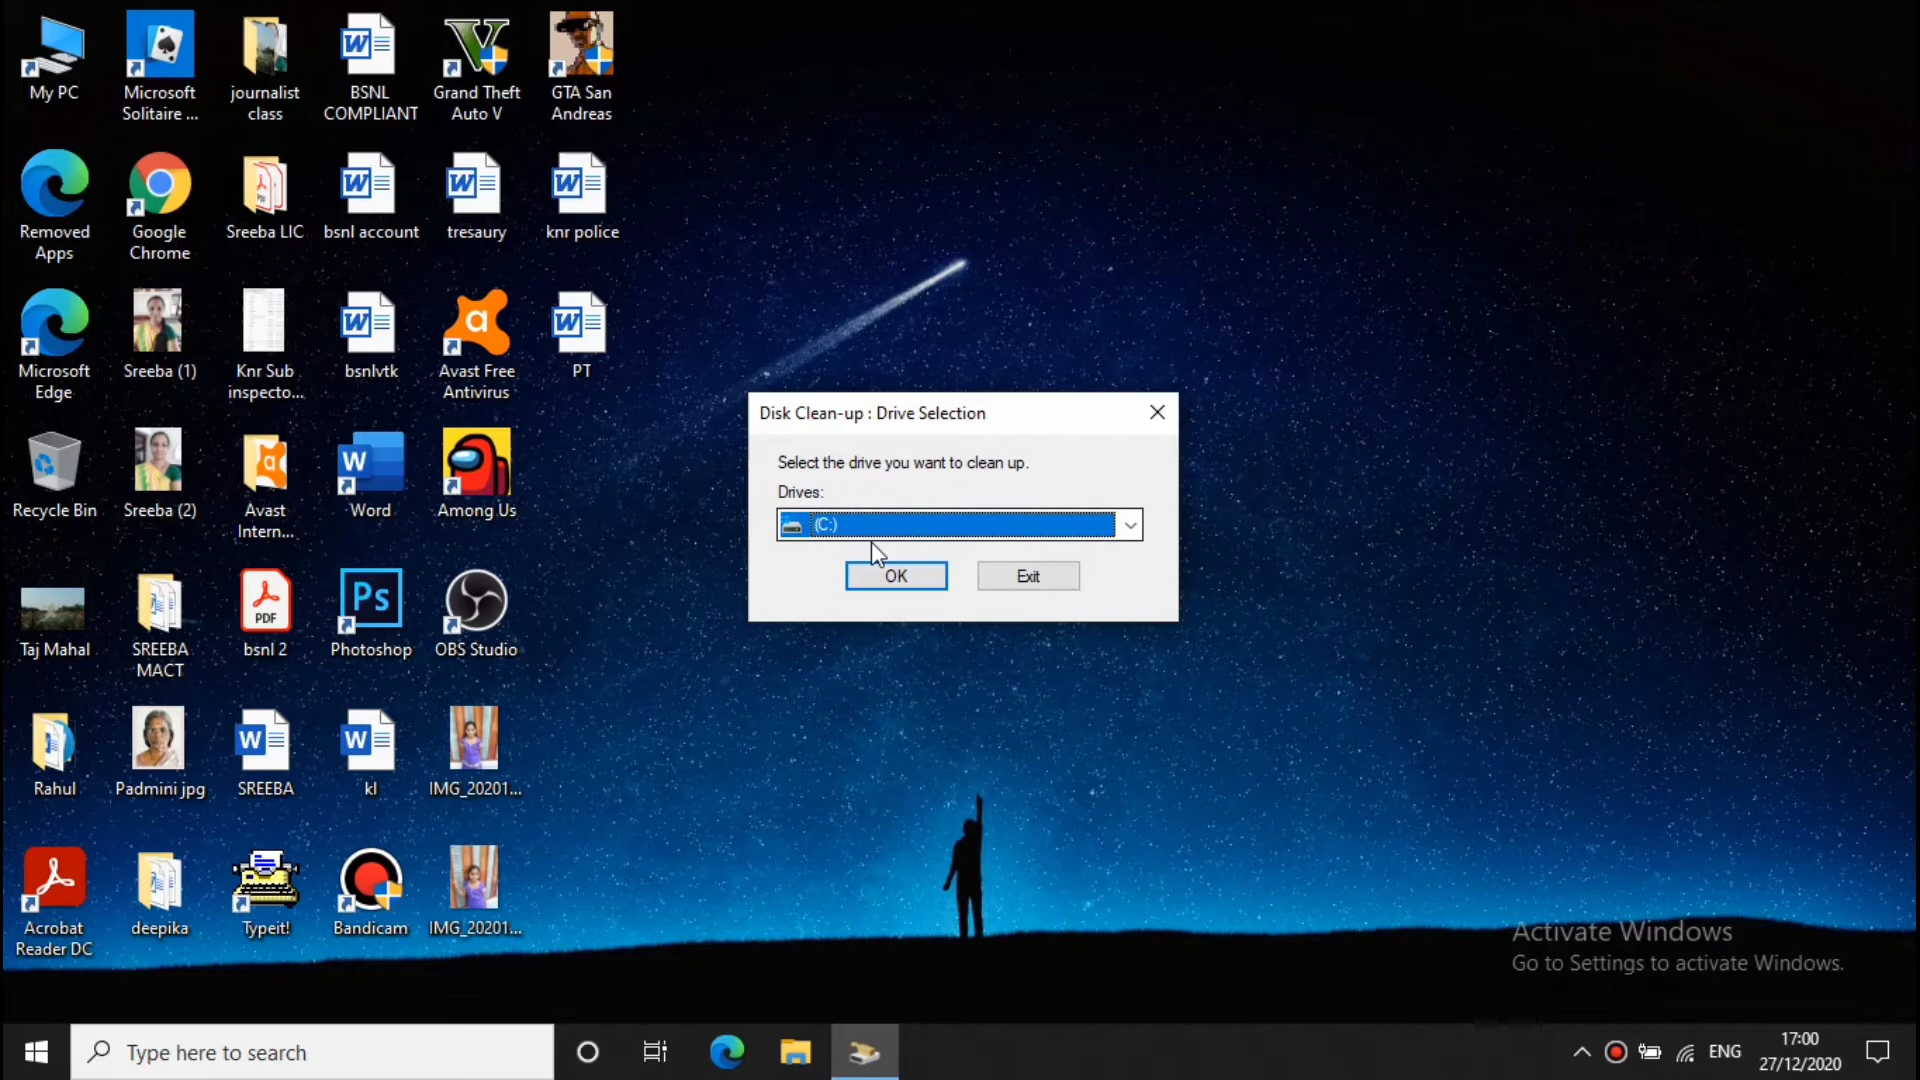 My PC
Microsoft
Solitaire ...
journalist
class
BSNL
COMPLIANT
Grand Theft
Auto V
GTA San
Andreas
Removed
Apps
Google
Chrome
Sreeba LIC
bsnl account
tresaury
knr police
Microsoft
Edge
Sreeba (1)
Knr Sub
inspecto...
bsnlvtk
Avast Free
Antivirus
PT
Disk Clean-up : Drive Selection
Select the drive you want to clean up.
Drives:
(C:)
OK
Exit
Recycle Bin
Sreeba (2)
Avast
Intern...
Word
Among Us
Taj Mahal
SREEBA
MACT
PDF
bsnl 2
Ps
Photoshop
OBS Studio
Rahul
Padmini jpg
SREEBA
kl
IMG_20201...
Acrobat
Reader DC
deepika
Typeit!
Bandicam
IMG_20201...
Activate Windows
Go to Settings to activate Windows.
Type here to search
ENG
17:00
27/12/2020